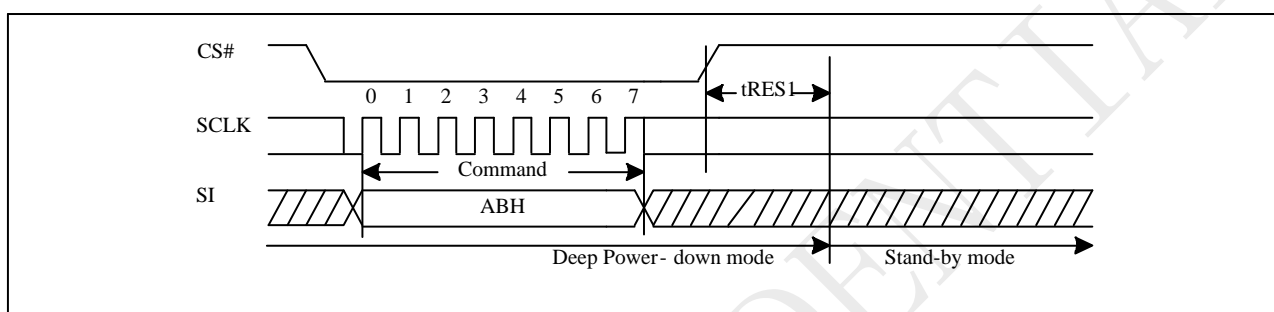 CS#
tRES1
0 1 2 3 4 5 6 7
SCLK
Command
SI
ABH
Deep Power- down mode Stand-by mode